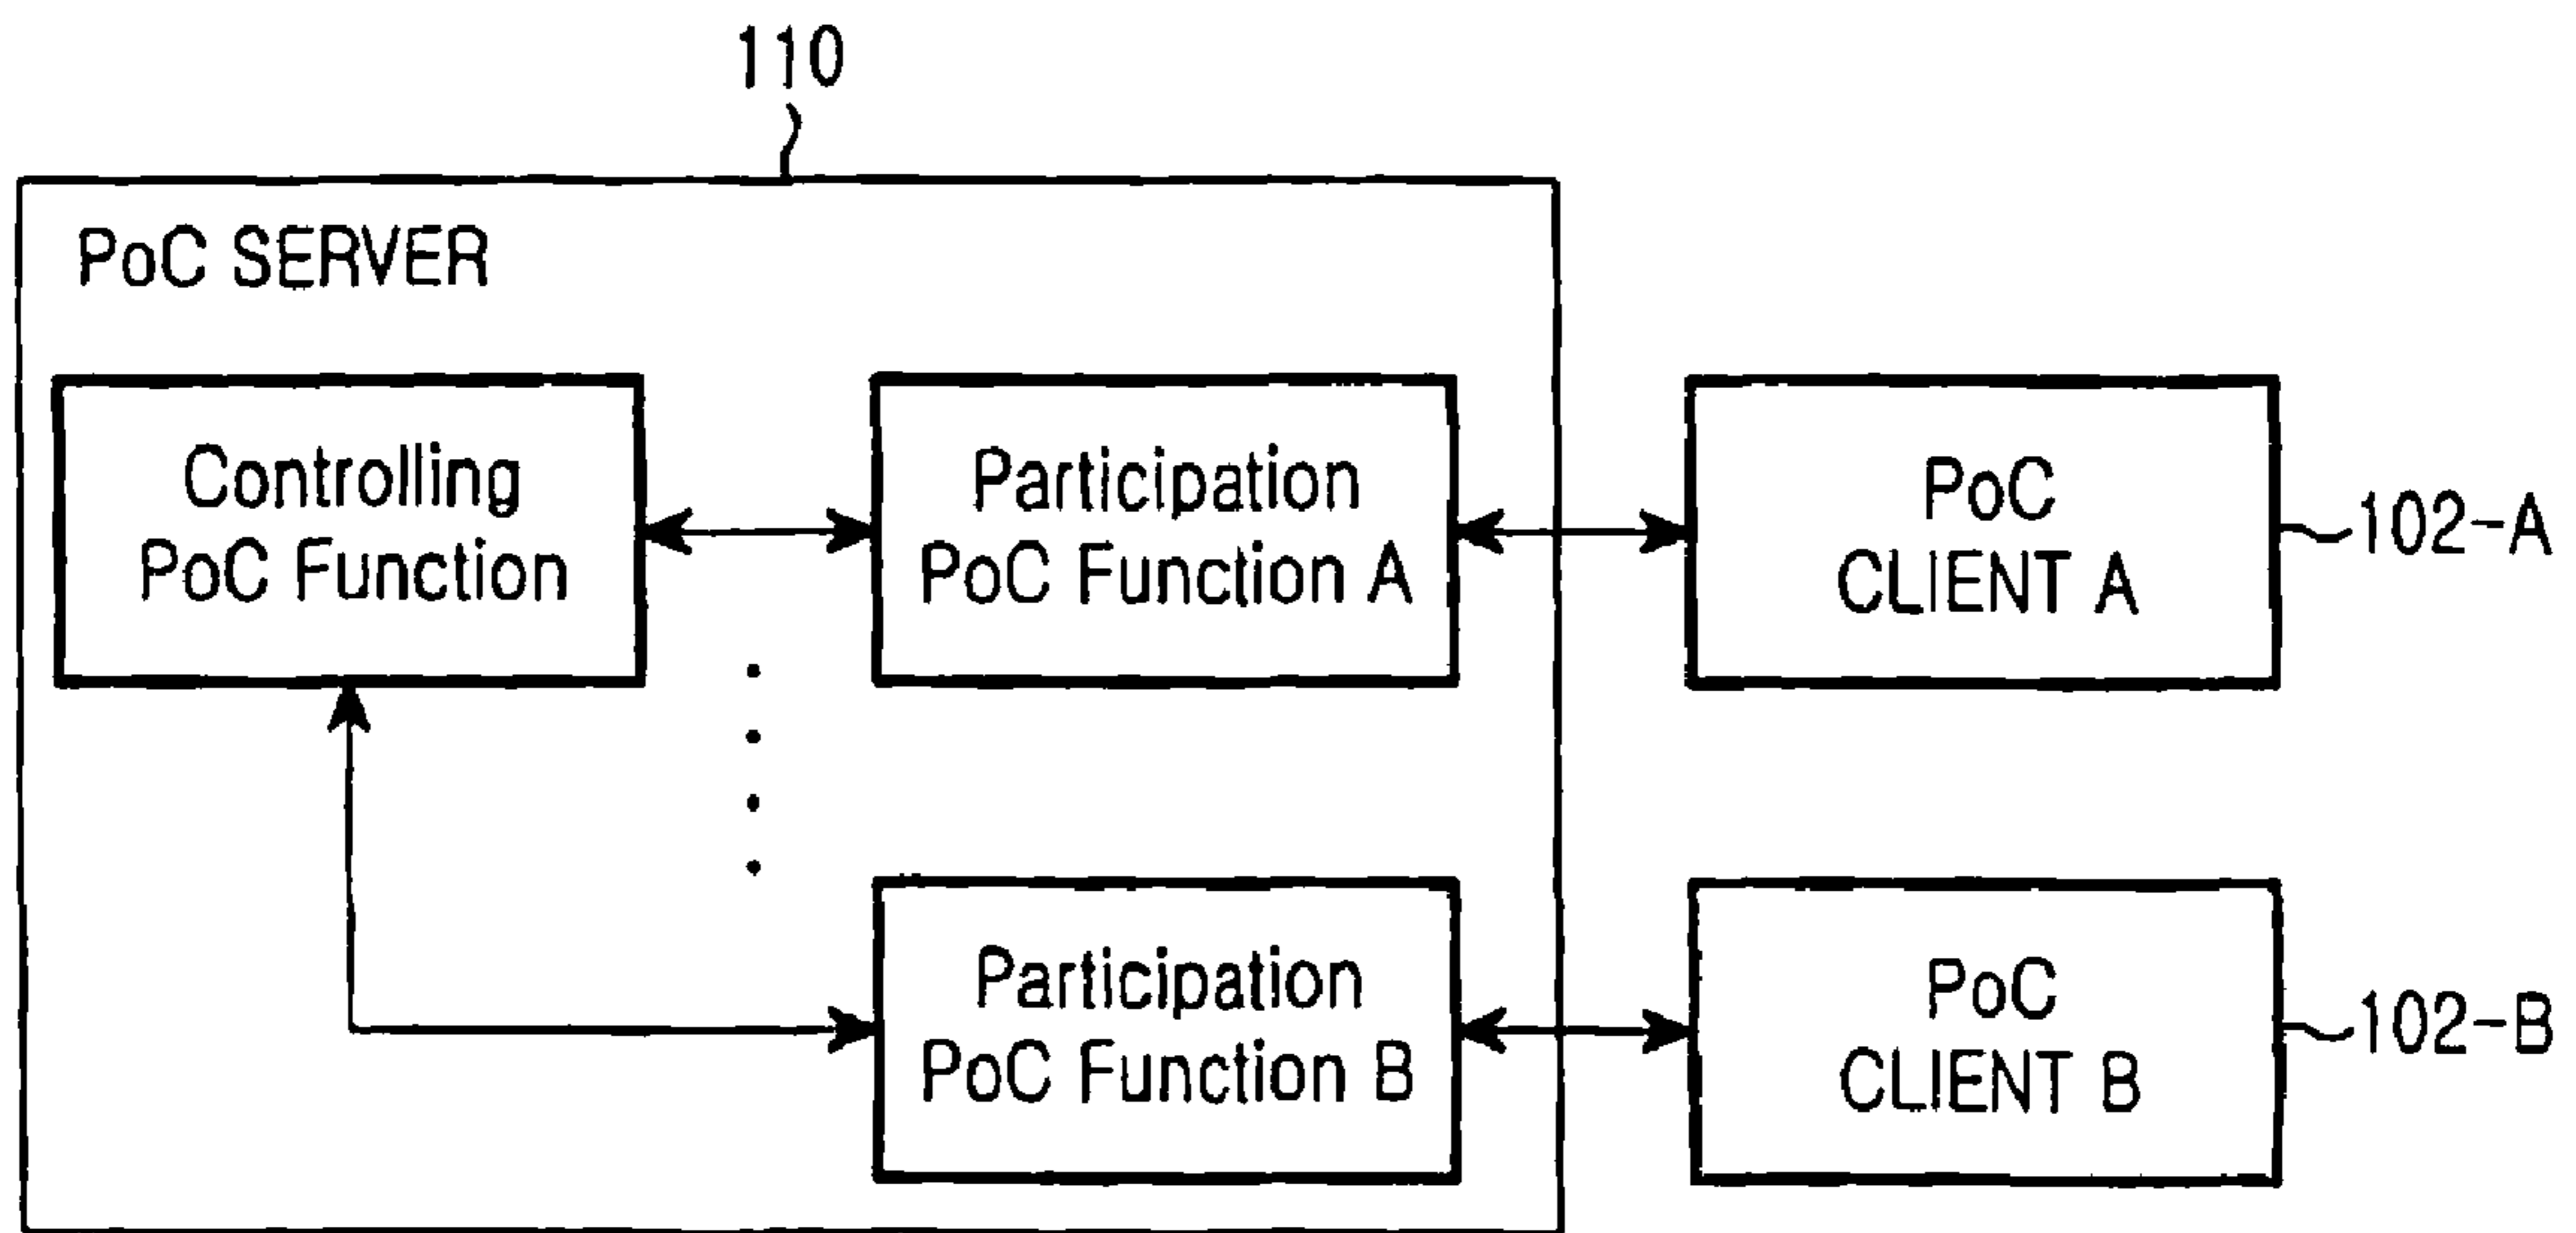 110
PoC SERVER
Controlling
PoC Function
Participation
PoC Function A
PoC
CLIENT A
102-A
Participation
PoC Function B
PoC
CLIENT B
102-B